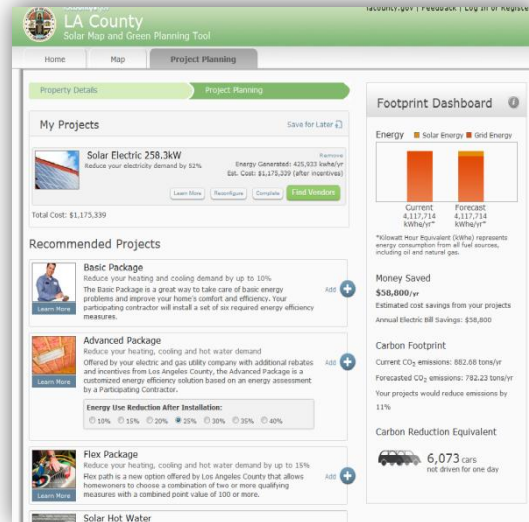 lacounty.gov | Feedback | Log In or Registe
LA County
Solar Map and Green Planning Tool
Home
Map
Project Planning
Property Details
Project Planning
My Projects
Save for Later
Solar Electric 258.3kW
Remove
Reduce your electricity demand by 52%
Energy Generated: 425,933 kwhe/yr
Est. Cost: $1,175,339 (after incentives)
Learn More
Reconfigure
Complete
Find Vendors
Total Cost: $1,175,339
Recommended Projects
Basic Package
Reduce your heating and cooling demand by up to 10%
The Basic Package is a great way to take care of basic energy
problems and improve your home's comfort and efficiency. Your
participating contractor will install a set of six required energy efficiency
measures.
Learn More
Add
Advanced Package
Reduce your heating, cooling and hot water demand
Offered by your electric and gas utility company with additional rebates
and incentives from Los Angeles County, the Advanced Package is a
customized energy efficiency solution based on an energy assessment
by a Participating Contractor.
Learn More
Add
Energy Use Reduction After Installation:
10% 15% 20% 25% 30% 35% 40%
Flex Package
Reduce your heating, cooling and hot water demand by up to 15%
Flex path is a new option offered by Los Angeles County that allows
homeowners to choose a combination of two or more qualifying
measures with a combined point value of 100 or more.
Learn More
Add
Solar Hot Water
Footprint Dashboard
Energy
Solar Energy
Grid Energy
Current
4,117,714
kWhe/yr*
Forecast
4,117,714
kWhe/yr*
*Kilowatt Hour Equivalent (kWhe) represents
energy consumption from all fuel sources,
including oil and natural gas.
Money Saved
$58,800/yr
Estimated cost savings from your projects
Annual Electric Bill Savings: $58,800
Carbon Footprint
Current CO₂ emissions: 882.68 tons/yr
Forecasted CO₂ emissions: 782.23 tons/yr
Your projects would reduce emissions by
11%
Carbon Reduction Equivalent
6,073 cars
not driven for one day